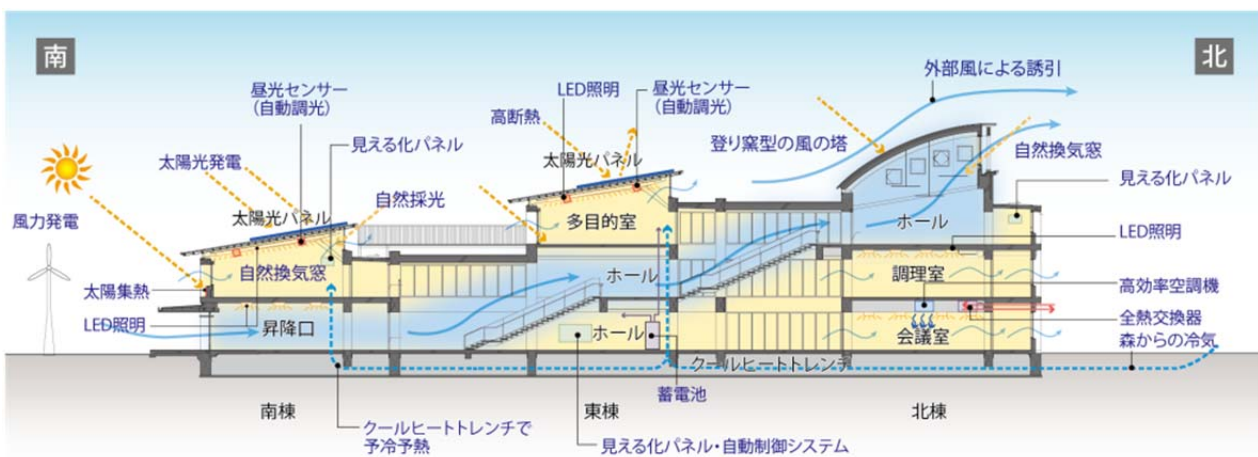 南
北
外部風による誘引
昼光センサー
（自動調光）
LED照明
昼光センサー
（自動調光）
高断熱
登り窯型の風の塔
自然換気窓
太陽光発電
見える化パネル
太陽光パネル
見える化パネル
自然採光
風力発電
太陽光パネル
多目的室
ホール
LED照明
自然換気窓
ホール
調理室
太陽集熱
高効率空調機
LED照明
昇降口
ホール
会議室
全熱交換器
森からの冷気
クールヒートトレンチ
蓄電池
南棟
東棟
北棟
クールヒートトレンチで
予冷予熱
見える化パネル・自動制御システム